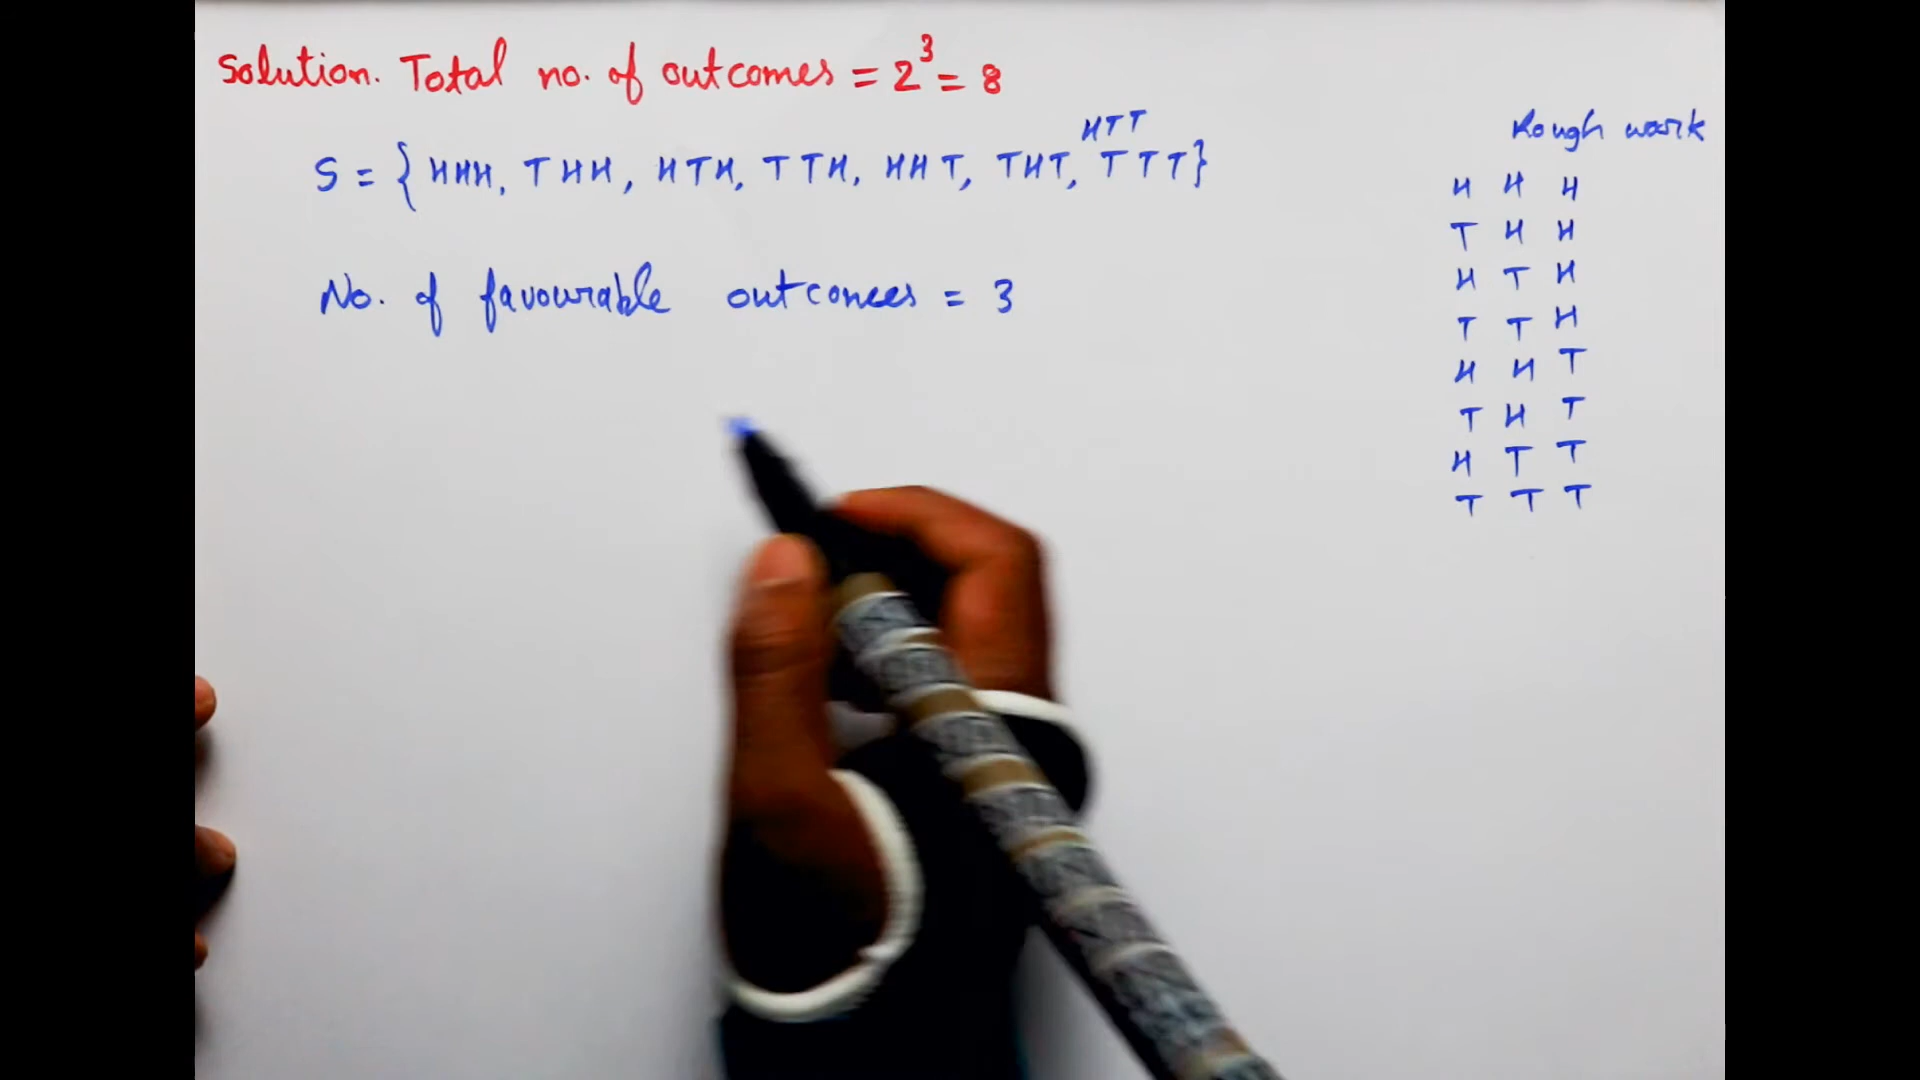 Solution. Total no. of outcomes = 2³ = 8
HTT
S = { HHH, THH, HTH, TTH, HHT, THT, TTT}
No. of favourable outcomes = 3
Rough work
H H H
T H H
H T H
T T H
H H T
T H T
H T T
T T T